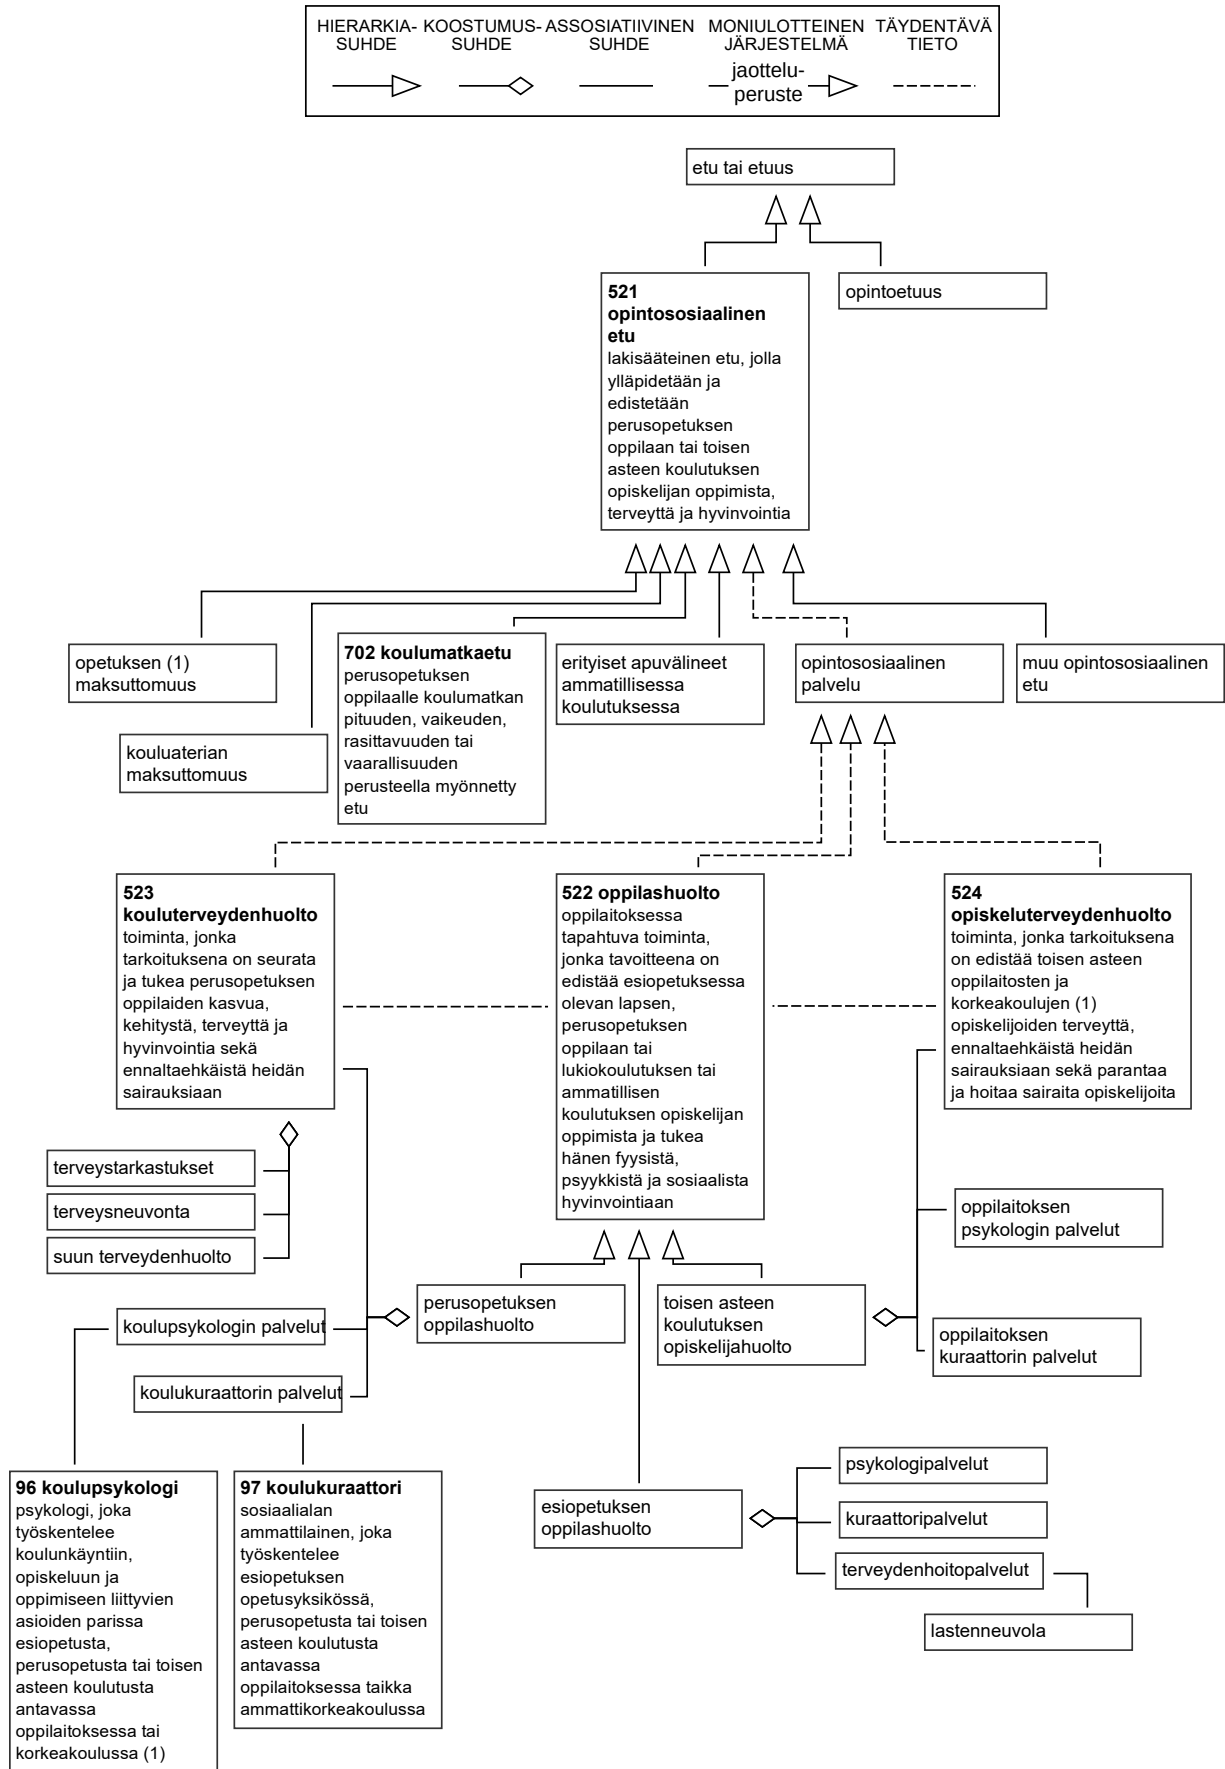 HIERARKIA-
SUHDE
KOOSTUMUS-
SUHDE
ASSOSIATIIVINEN
SUHDE
MONIULOTTEINEN
JÄRJESTELMÄ
jaottelu-
peruste
TÄYDENTÄVÄ
TIETO
etu tai etuus
521
opintososiaalinen
etu
lakisääteinen etu, jolla
ylläpidetään ja
edistetään
perusopetuksen
oppilaan tai toisen
asteen koulutuksen
opiskelijan oppimista,
terveyttä ja hyvinvointia
opintoetuus
opetuksen (1)
maksuttomuus
kouluaterian
maksuttomuus
702 koulumatkaetu
perusopetuksen
oppilaalle koulumatkan
pituuden, vaikeuden,
rasittavuuden tai
vaarallisuuden
perusteella myönnetty
etu
erityiset apuvälineet
ammatillisessa
koulutuksessa
opintososiaalinen
palvelu
muu opintososiaalinen
etu
523
kouluterveydenhuolto
toiminta, jonka
tarkoituksena on seurata
ja tukea perusopetuksen
oppilaiden kasvua,
kehitystä, terveyttä ja
hyvinvointia sekä
ennaltaehkäistä heidän
sairauksiaan
522 oppilashuolto
oppilaitoksessa
tapahtuva toiminta,
jonka tavoitteena on
edistää esiopetuksessa
olevan lapsen,
perusopetuksen
oppilaan tai
lukiokoulutuksen tai
ammatillisen
koulutuksen opiskelijan
oppimista ja tukea
hänen fyysistä,
psyykkistä ja sosiaalista
hyvinvointiaan
524
opiskeluterveydenhuolto
toiminta, jonka tarkoituksena
on edistää toisen asteen
oppilaitosten ja
korkeakoulujen (1)
opiskelijoiden terveyttä,
ennaltaehkäistä heidän
sairauksiaan sekä parantaa
ja hoitaa sairaita opiskelijoita
terveystarkastukset
terveysneuvonta
suun terveydenhuolto
oppilaitoksen
psykologin palvelut
perusopetuksen
oppilashuolto
toisen asteen
koulutuksen
opiskelijahuolto
koulupsykologin palvelut
oppilaitoksen
kuraattorin palvelut
koulukuraattorin palvelut
96 koulupsykologi
psykologi, joka
työskentelee
koulunkäyntiin,
opiskeluun ja
oppimiseen liittyvien
asioiden parissa
esiopetusta,
perusopetusta tai toisen
asteen koulutusta
antavassa
oppilaitoksessa tai
korkeakoulussa (1)
97 koulukuraattori
sosiaalialan
ammattilainen, joka
työskentelee
esiopetuksen
opetusyksikössä,
perusopetusta tai toisen
asteen koulutusta
antavassa
oppilaitoksessa taikka
ammattikorkeakoulussa
esiopetuksen
oppilashuolto
psykologipalvelut
kuraattoripalvelut
terveydenhoitopalvelut
lastenneuvola